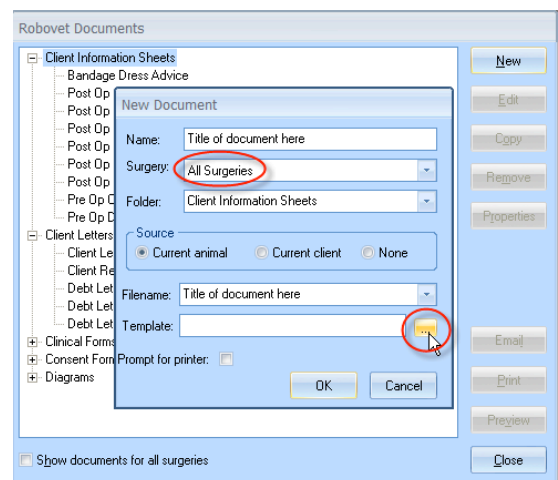 Robovet Documents
Client Information Sheets
Bandage Dress Advice
Post Op
Post Op
Post Op
Post Op
Post Op
Post Op
Pre Op C
Pre Op D
Client Letters
Client Le
Client Re
Debt Let
Debt Let
Debt Let
Clinical Forms
Consent Form
Diagrams
New Document
Name: Title of document here
Surgery: All Surgeries
Folder: Client Information Sheets
Source
Current animal Current client None
Filename: Title of document here
Template: ...
Prompt for printer:
OK Cancel
New
Edit
Copy
Remove
Properties
Email
Print
Preview
Show documents for all surgeries
Close